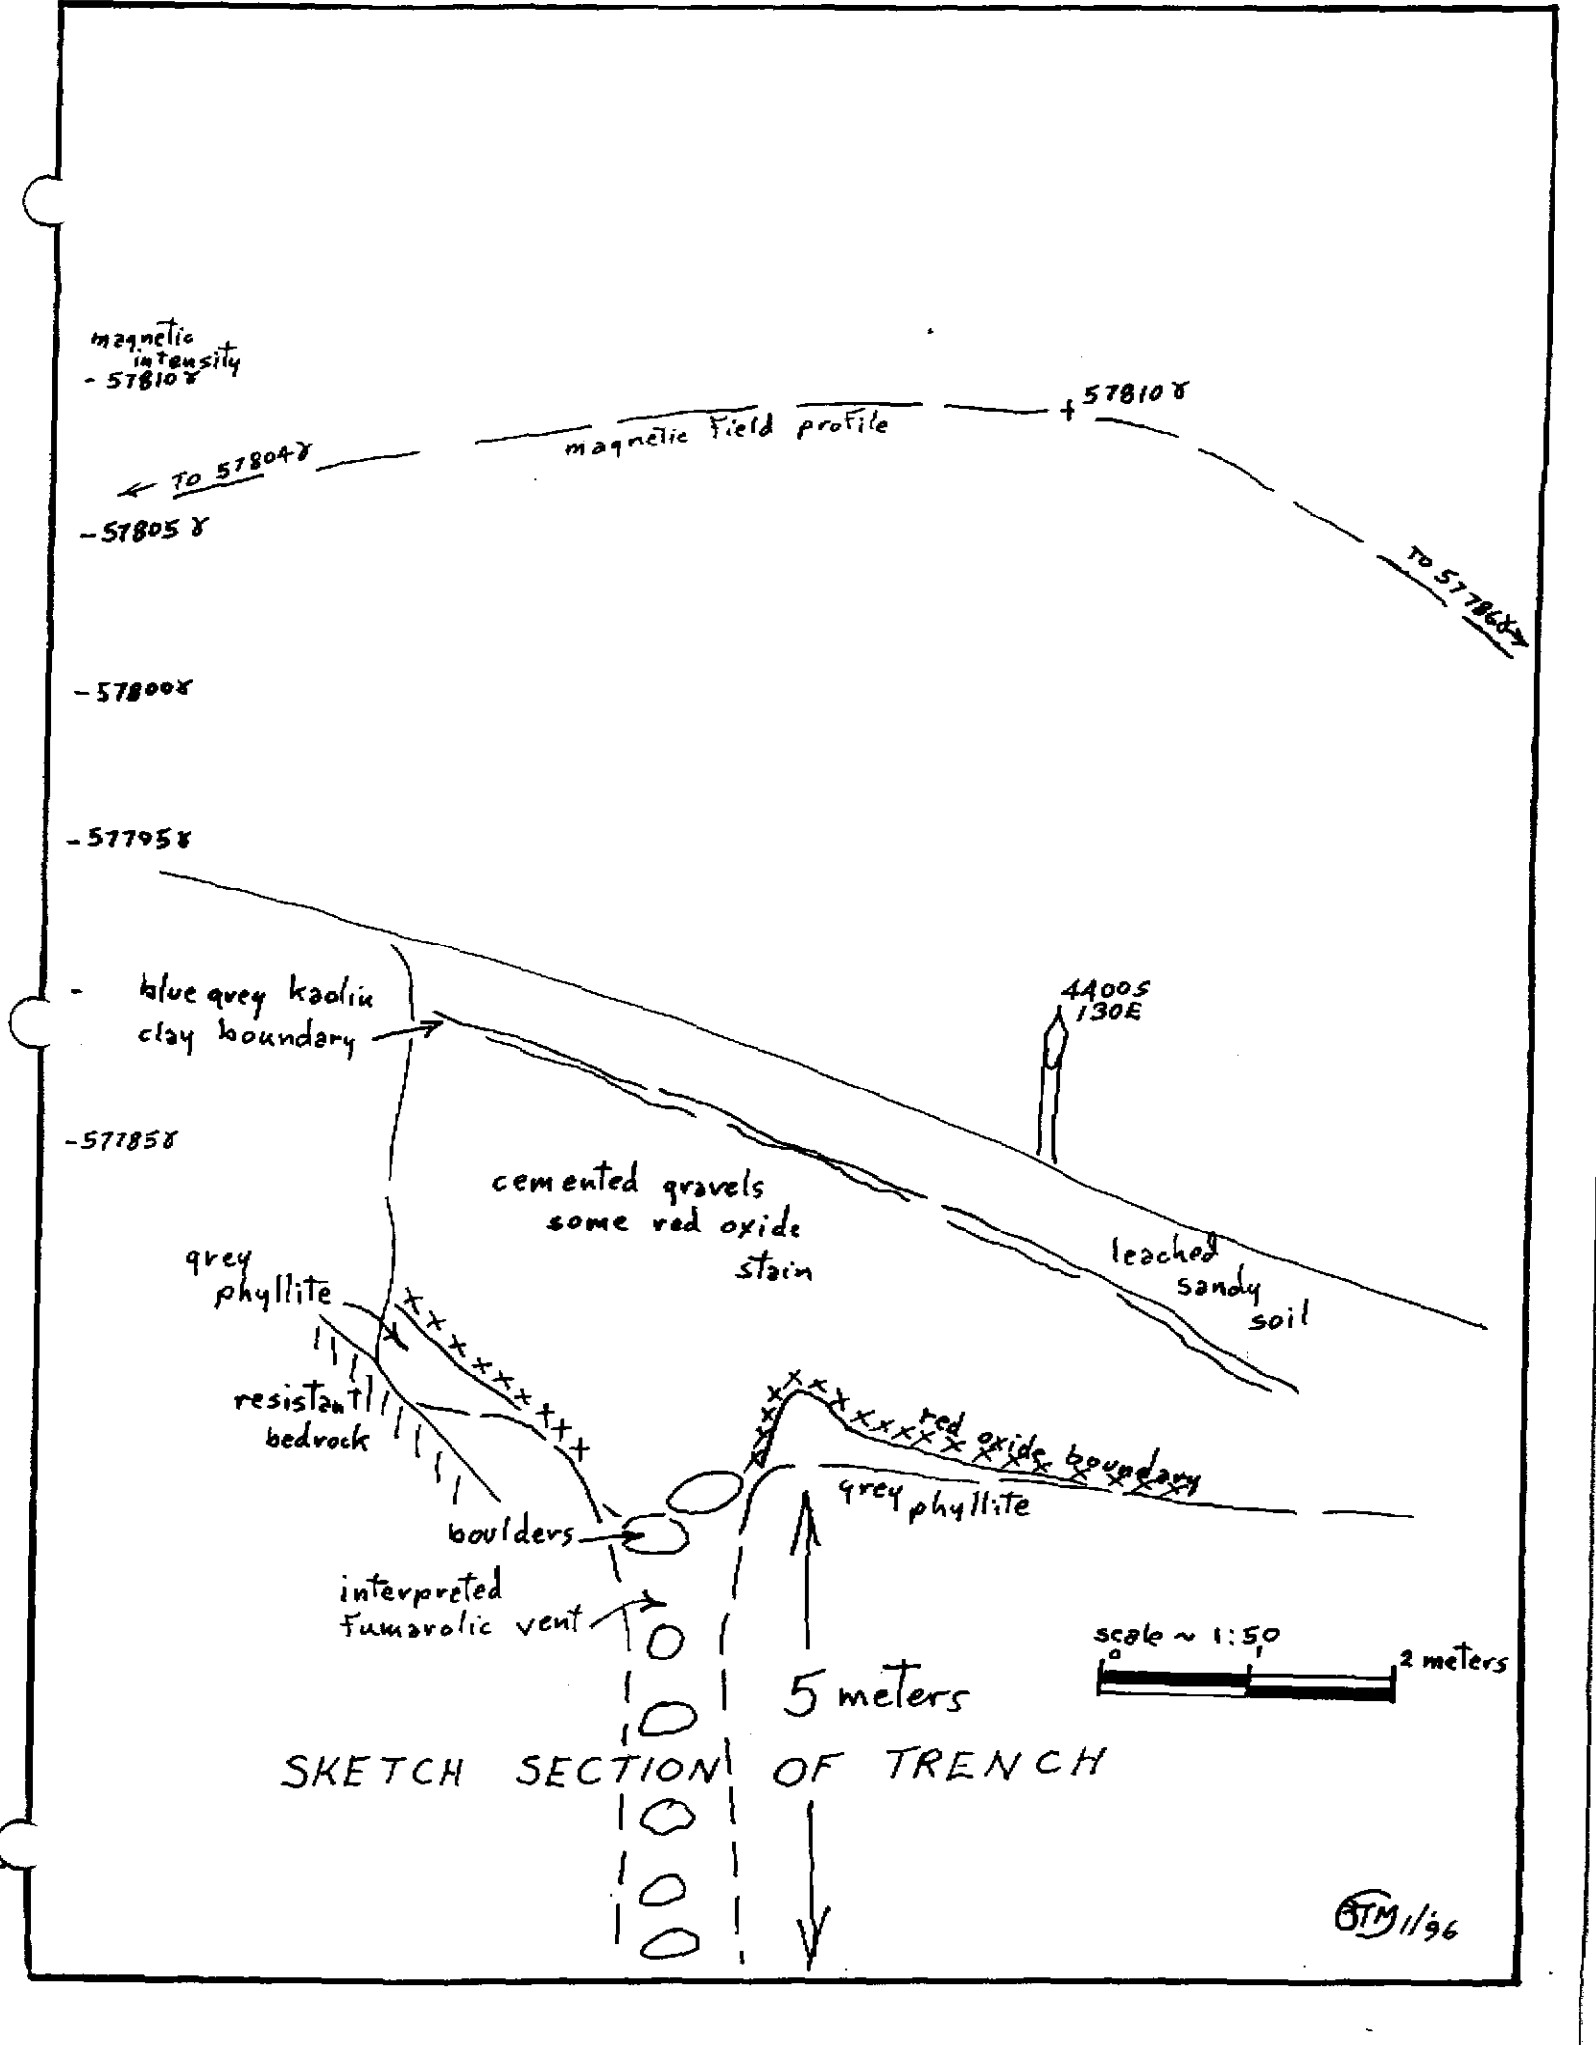 magnetic
intensity
- 57810γ
57810γ
magnetic Field profile
TO 57804γ
- 57805γ
TO 57786γ
- 57800γ
- 57795γ
-
blue grey kaolin
clay boundary
4400S
130E
- 57785γ
cemented gravels
some red oxide
stain
leached
sandy
soil
grey
phyllite
resistant
bedrock
red oxide boundary
grey phyllite
boulders
interpreted
Fumarolic vent
scale ~ 1:50
0 1 2 meters
5 meters
SKETCH SECTION OF TRENCH
1/96